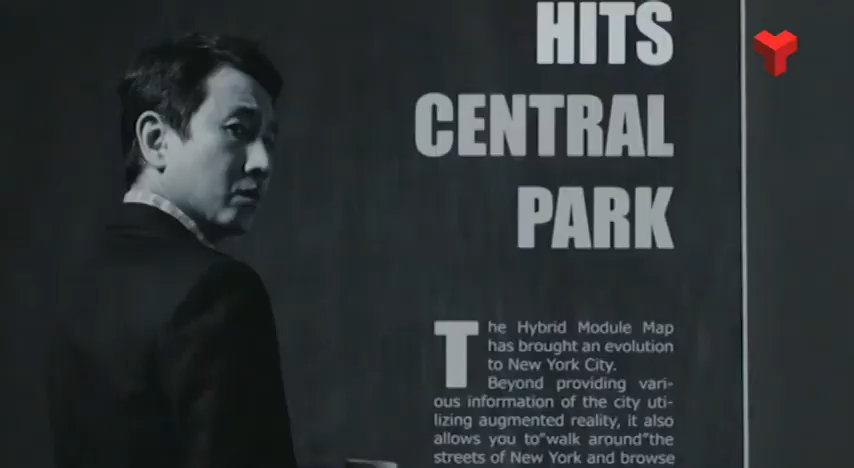 HITS
CENTRAL
PARK
The Hybrid Module Map
has brought an evolution
to New York City.
Beyond providing vari-
ous information of the city uti-
lizing augmented reality, it also
allows you to"walk around"the
streets of New York and browse